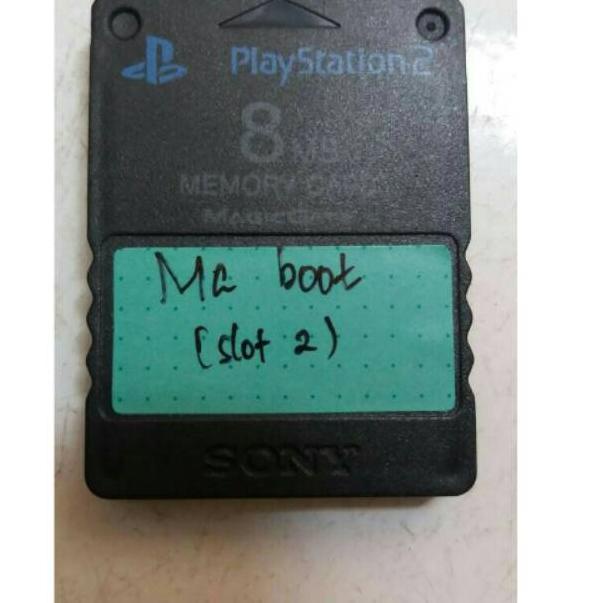 PlayStation 2
8 MB
MEMORY CARD
MAGICGATE
Mc boot
(slot 2)
SONY